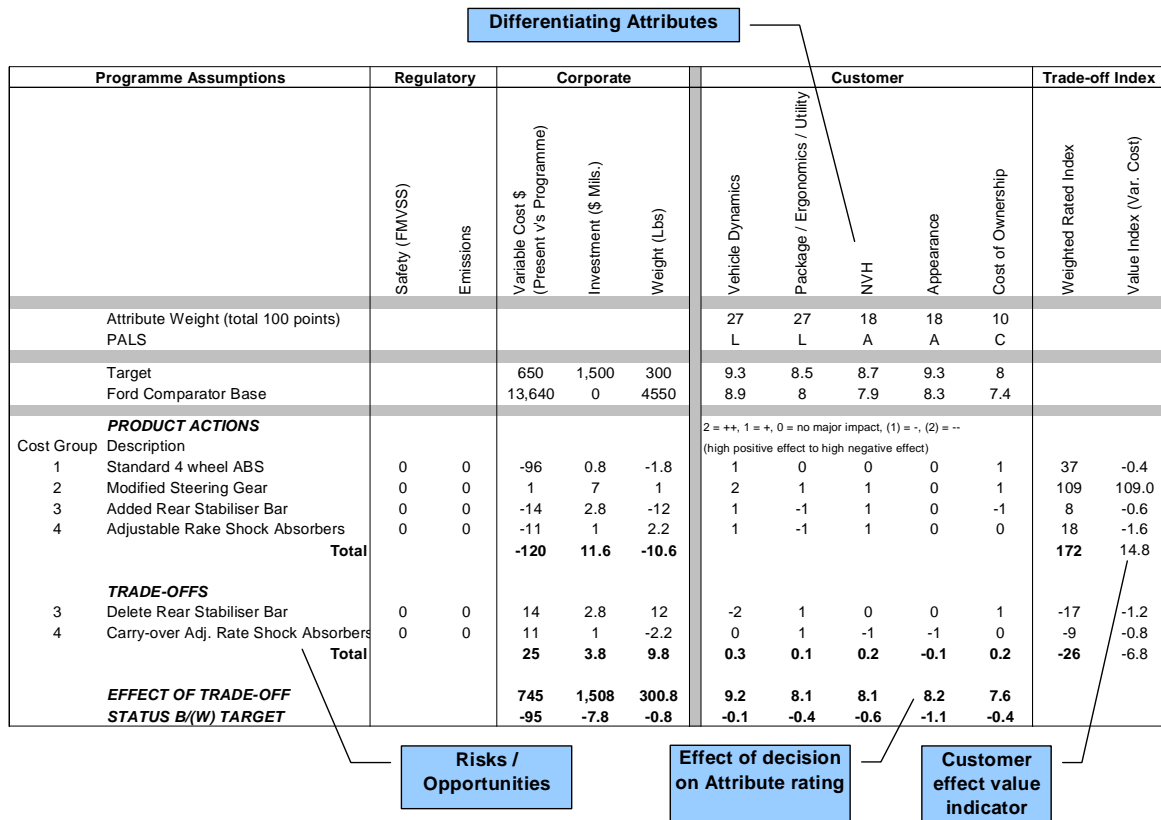 Differentiating Attributes
Programme Assumptions Regulatory Corporate Customer Trade-off Index
Safety (FMVSS)
Emissions
Variable Cost $
(Present v's Programme)
Investment ($ Mils.)
Weight (Lbs)
Vehicle Dynamics
Package / Ergonomics / Utility
NVH
Appearance
Cost of Ownership
Weighted Rated Index
Value Index (Var. Cost)
Attribute Weight (total 100 points) 27 27 18 18 10
PALS L L A A C
Target 650 1,500 300 9.3 8.5 8.7 9.3 8
Ford Comparator Base 13,640 0 4550 8.9 8 7.9 8.3 7.4
PRODUCT ACTIONS 2 = ++, 1 = +, 0 = no major impact, (1) = -, (2) = --
Cost Group Description (high positive effect to high negative effect)
1 Standard 4 wheel ABS 0 0 -96 0.8 -1.8 1 0 0 0 1 37 -0.4
2 Modified Steering Gear 0 0 1 7 1 2 1 1 0 1 109 109.0
3 Added Rear Stabiliser Bar 0 0 -14 2.8 -12 1 -1 1 0 -1 8 -0.6
4 Adjustable Rake Shock Absorbers 0 0 -11 1 2.2 1 -1 1 0 0 18 -1.6
Total -120 11.6 -10.6 172 14.8
TRADE-OFFS
3 Delete Rear Stabiliser Bar 0 0 14 2.8 12 -2 1 0 0 1 -17 -1.2
4 Carry-over Adj. Rate Shock Absorbers 0 0 11 1 -2.2 0 1 -1 -1 0 -9 -0.8
Total 25 3.8 9.8 0.3 0.1 0.2 -0.1 0.2 -26 -6.8
EFFECT OF TRADE-OFF 745 1,508 300.8 9.2 8.1 8.1 8.2 7.6
STATUS B/(W) TARGET -95 -7.8 -0.8 -0.1 -0.4 -0.6 -1.1 -0.4
Risks /
Opportunities
Effect of decision
on Attribute rating
Customer
effect value
indicator